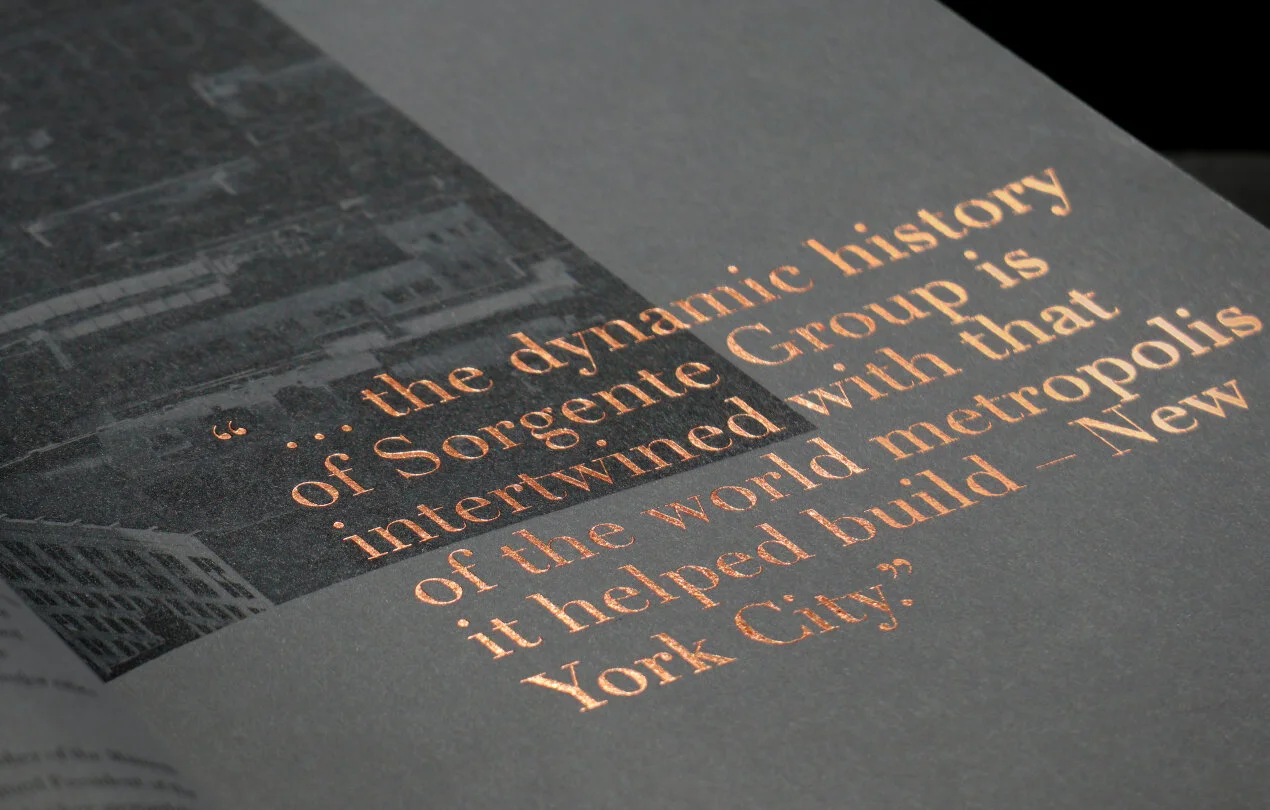 “ ... the dynamic history
of Sorgente Group is
intertwined with that
of the world metropolis
it helped build – New
York City.”